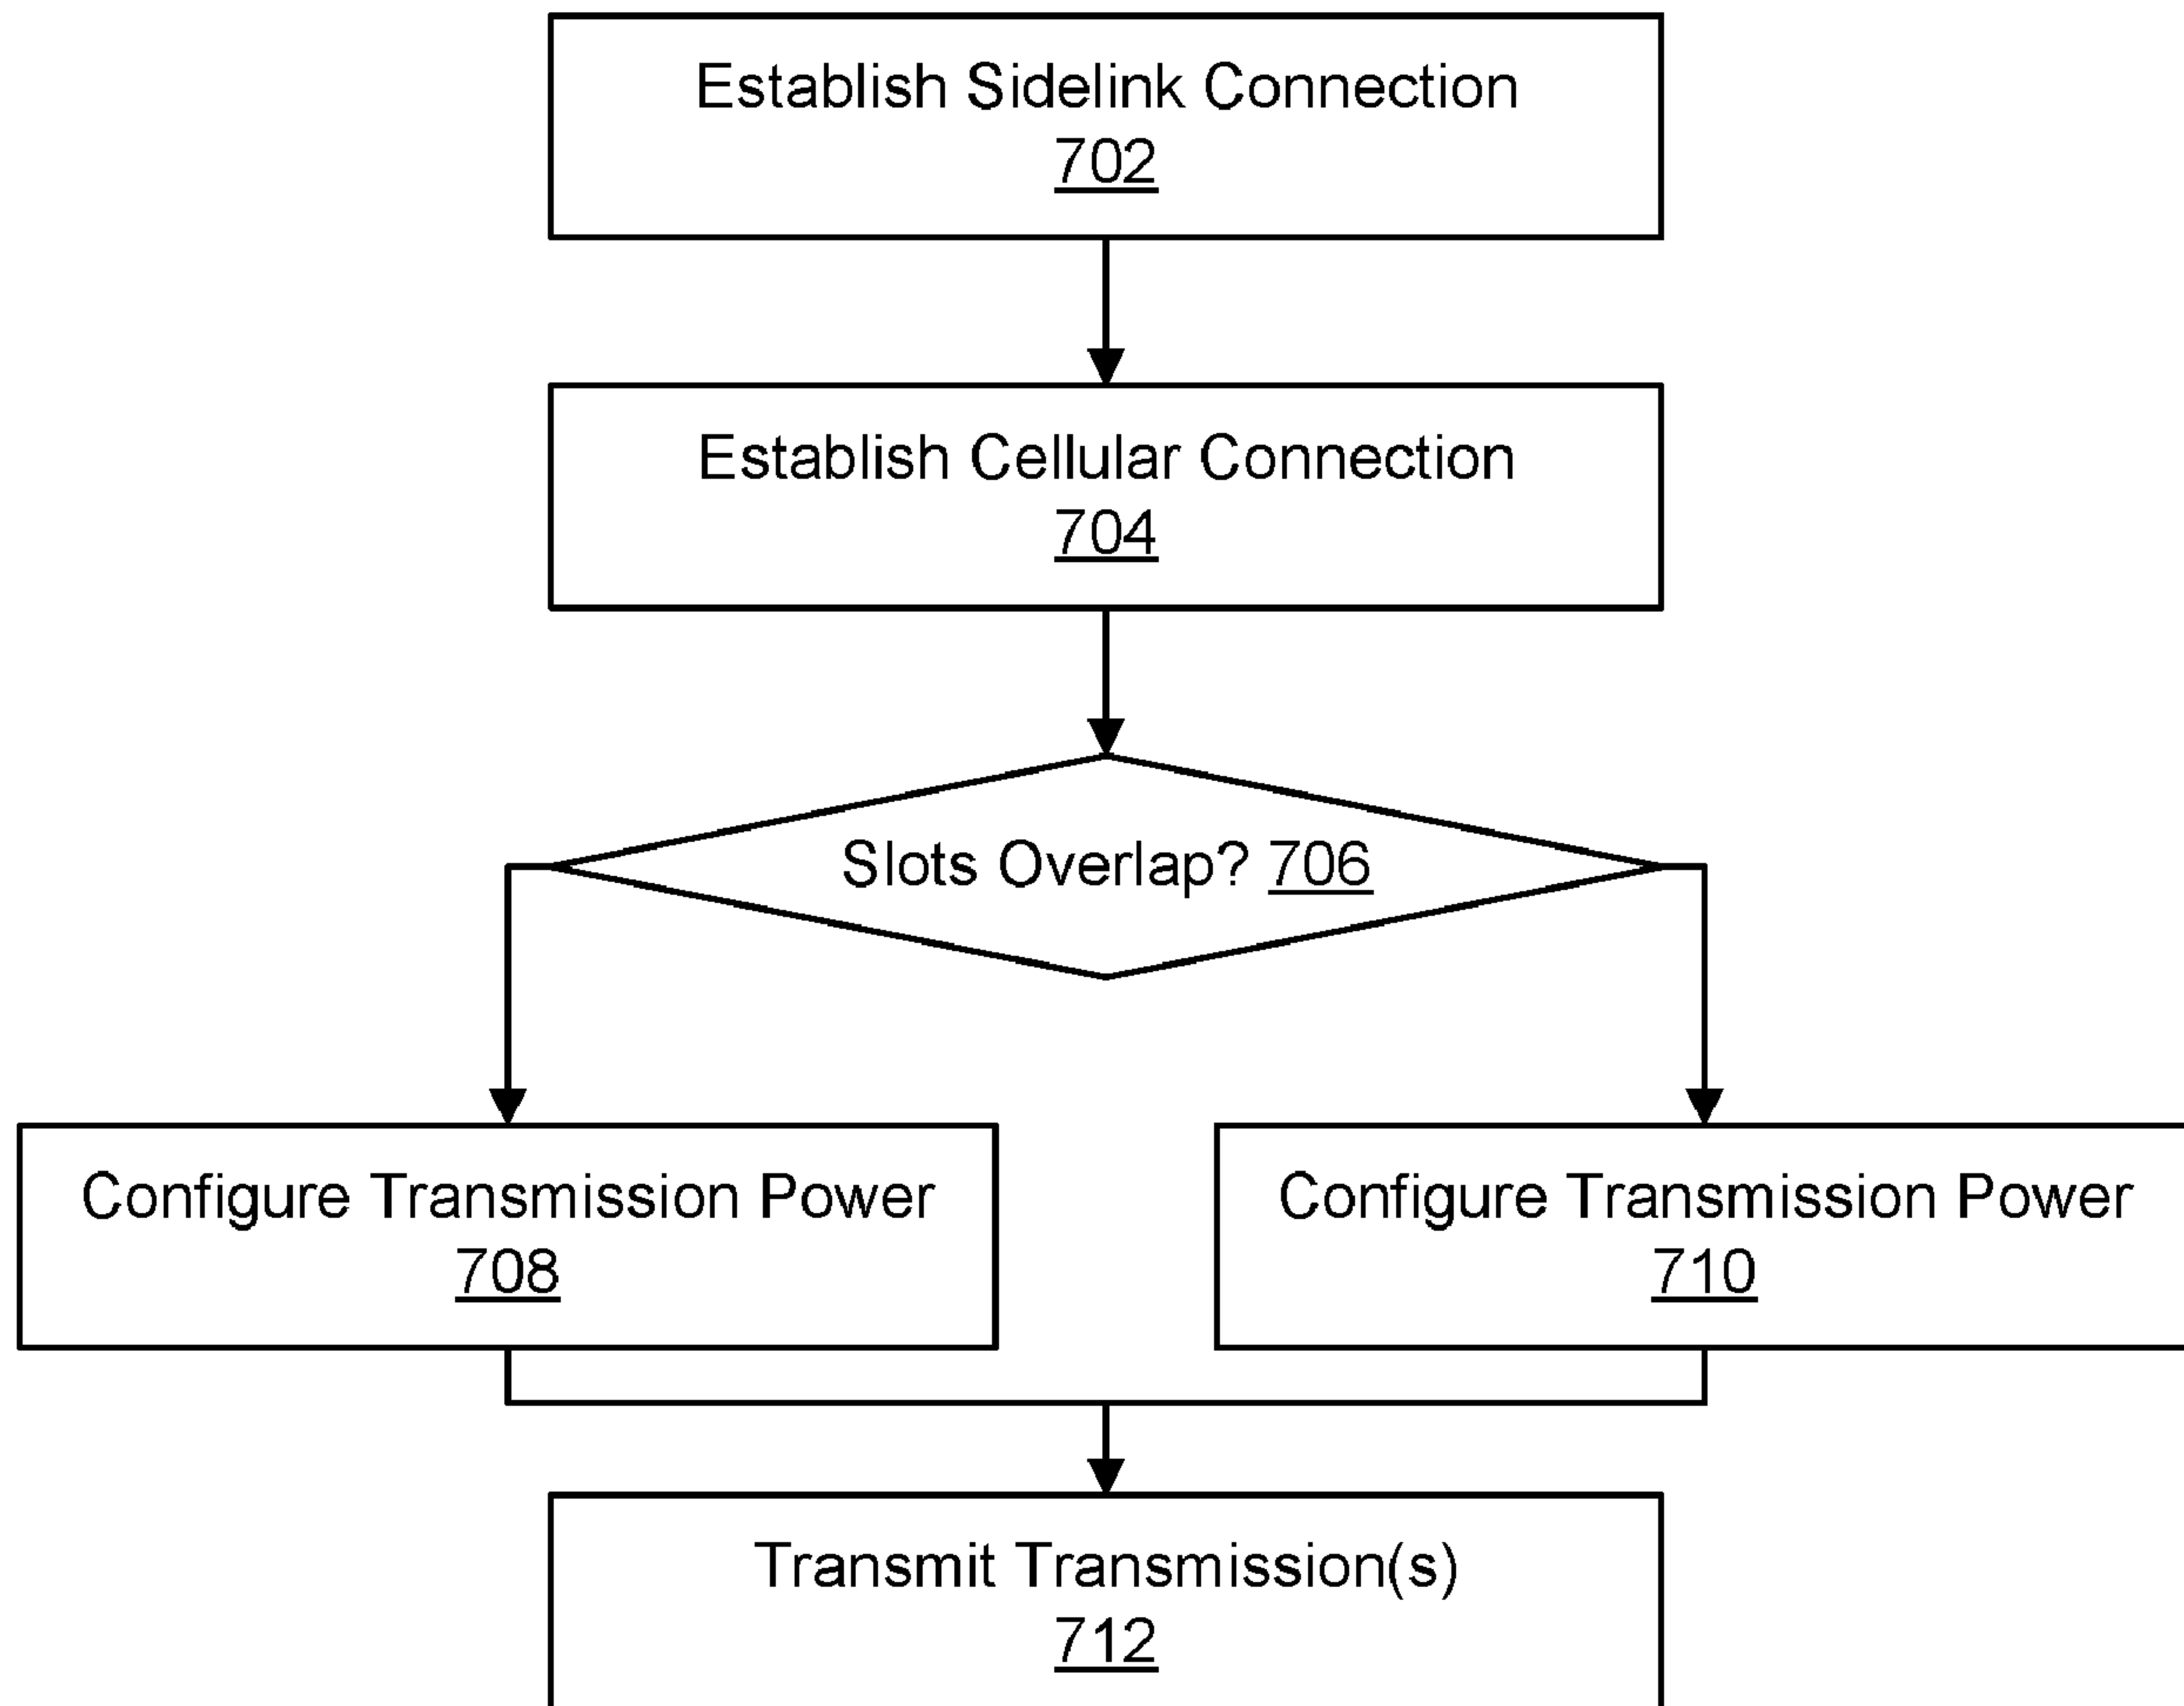 Establish Sidelink Connection
702
Establish Cellular Connection
704
Slots Overlap? 706
Configure Transmission Power
708
Configure Transmission Power
710
Transmit Transmission(s)
712